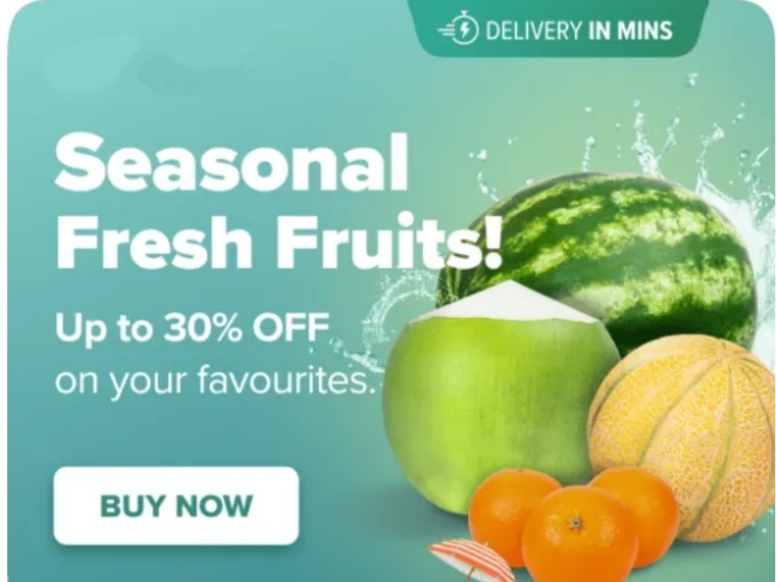 DELIVERY IN MINS
Seasonal
Fresh Fruits!
Up to 30% OFF
on your favourites.
BUY NOW